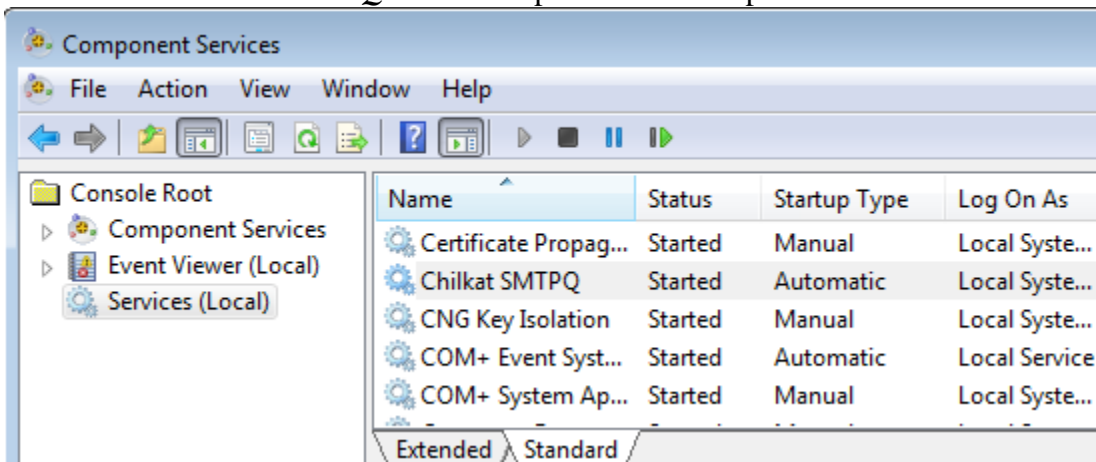 Component Services
File Action View Window Help
Console Root
Component Services
Event Viewer (Local)
Services (Local)
Name Status Startup Type Log On As
Certificate Propag... Started Manual Local Syste...
Chilkat SMTPQ Started Automatic Local Syste...
CNG Key Isolation Started Manual Local Syste...
COM+ Event Syst... Started Automatic Local Service
COM+ System Ap... Started Manual Local Syste...
Extended Standard